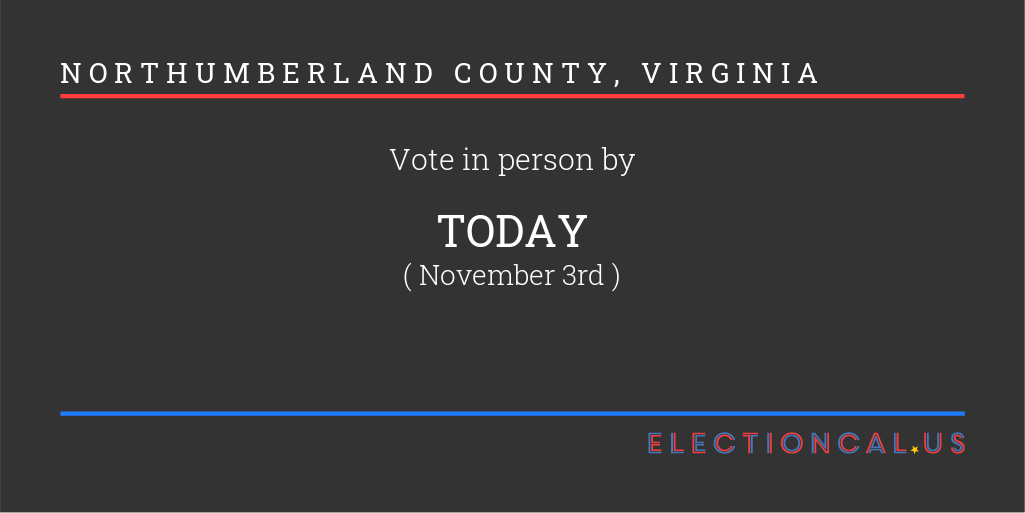 NORTHUMBERLAND COUNTY, VIRGINIA
Vote in person by
TODAY
( November 3rd )
ELECTIONCAL.US